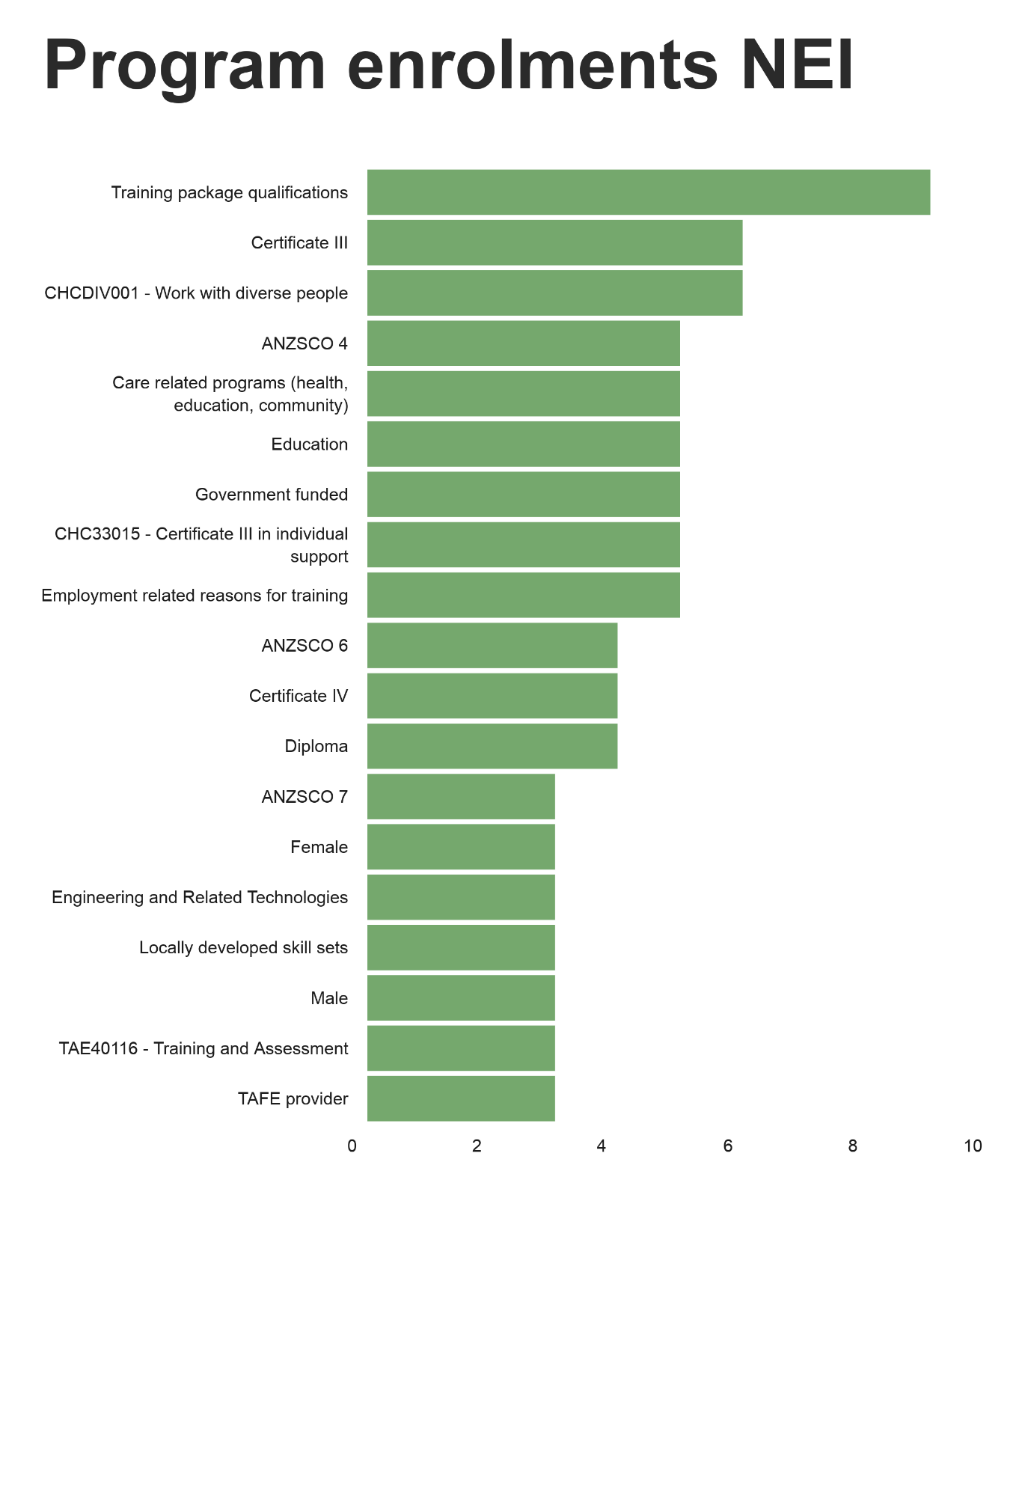 Program enrolments NEI
Training package qualifications
Certificate III
CHCDIV001 - Work with diverse people
ANZSCO 4
Care related programs (health,
education, community)
Education
Government funded
CHC33015 - Certificate III in individual
support
Employment related reasons for training
ANZSCO 6
Certificate IV
Diploma
ANZSCO 7
Female
Engineering and Related Technologies
Locally developed skill sets
Male
TAE40116 - Training and Assessment
TAFE provider
0 2 4 6 8 10